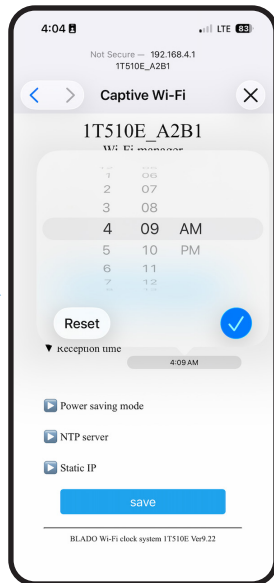 4:04
LTE 83
Not Secure — 192.168.4.1
1T510E_A2B1
Captive Wi-Fi
1T510E_A2B1
Wi-Fi manager
1 06
2 07
3 08
4 09 AM
5 10 PM
6 11
7 12
Reset
▼ Reception time
4:09 AM
Power saving mode
NTP server
Static IP
save
BLADO Wi-Fi clock system 1T510E Ver9.22